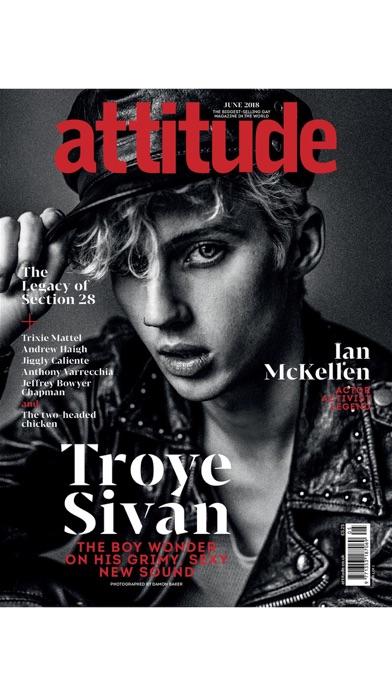 JUNE 2018
THE BIGGEST-SELLING GAY
MAGAZINE IN THE WORLD
attitude
The
Legacy of
Section 28
+
Trixie Mattel
Andrew Haigh
Jiggly Caliente
Anthony Varrecchia
Jeffrey Bowyer
Chapman
and
The two-headed
chicken
Ian
McKellen
ACTOR
ACTIVIST
LEGEND
Troye
Sivan
THE BOY WONDER
ON HIS GRIMY, SEXY
NEW SOUND
PHOTOGRAPHED BY DAMON BAKER